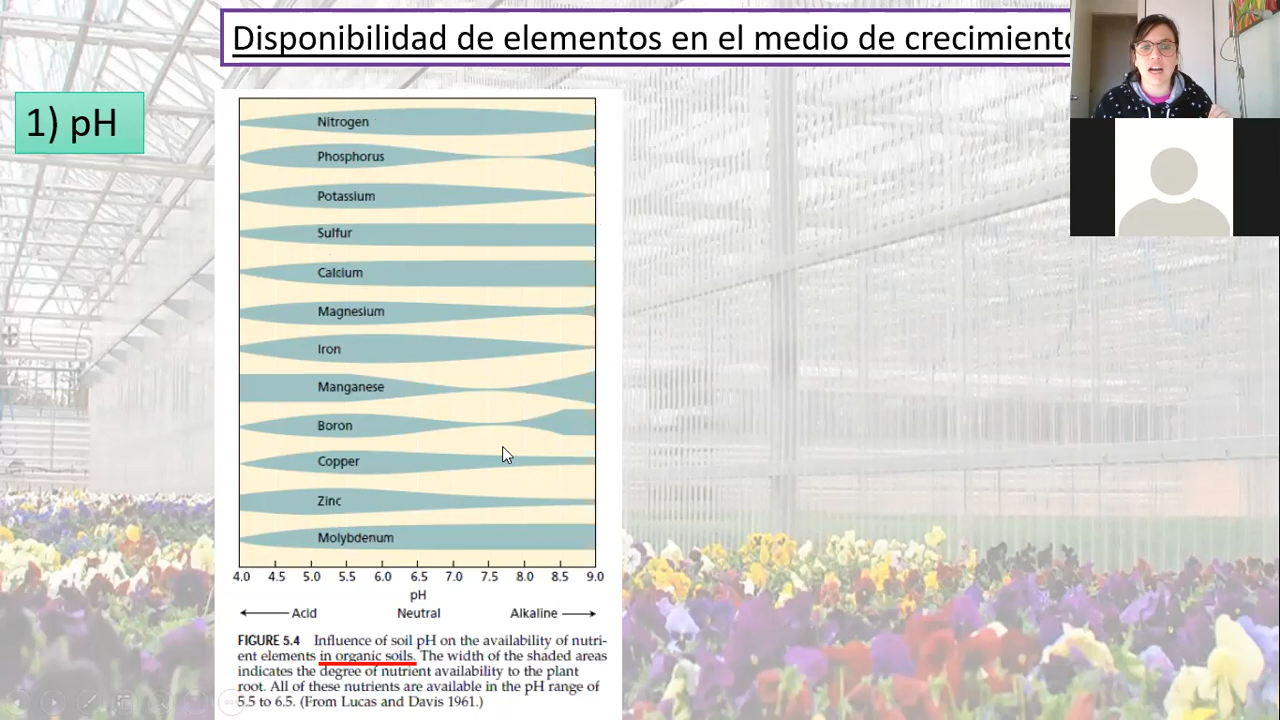 Disponibilidad de elementos en el medio de crecimiento
1) pH
Nitrogen
Phosphorus
Potassium
Sulfur
Calcium
Magnesium
Iron
Manganese
Boron
Copper
Zinc
Molybdenum
4.0 4.5 5.0 5.5 6.0 6.5 7.0 7.5 8.0 8.5 9.0
pH
Acid Neutral Alkaline
FIGURE 5.4 Influence of soil pH on the availability of nutri-
ent elements in organic soils. The width of the shaded areas
indicates the degree of nutrient availability to the plant
root. All of these nutrients are available in the pH range of
5.5 to 6.5. (From Lucas and Davis 1961.)